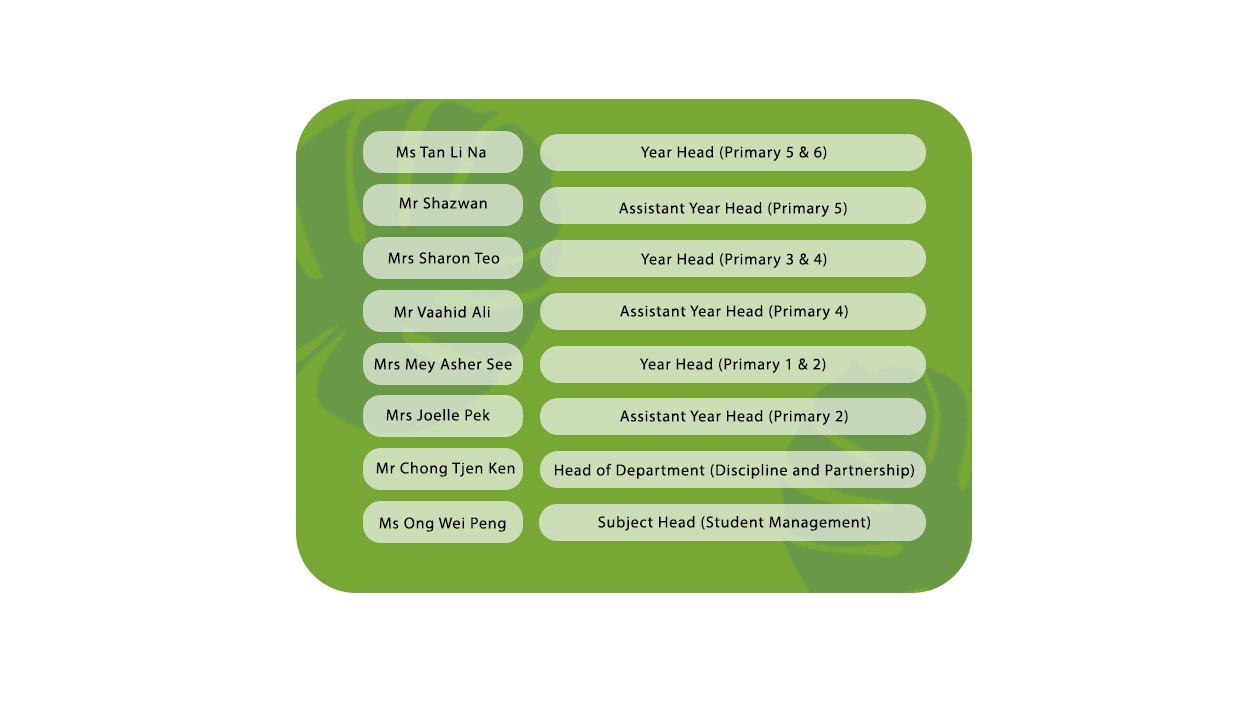 Ms Tan Li Na Year Head (Primary 5 & 6)
Mr Shazwan Assistant Year Head (Primary 5)
Mrs Sharon Teo Year Head (Primary 3 & 4)
Mr Vaahid Ali Assistant Year Head (Primary 4)
Mrs Mey Asher See Year Head (Primary 1 & 2)
Mrs Joelle Pek Assistant Year Head (Primary 2)
Mr Chong Tjen Ken Head of Department (Discipline and Partnership)
Ms Ong Wei Peng Subject Head (Student Management)